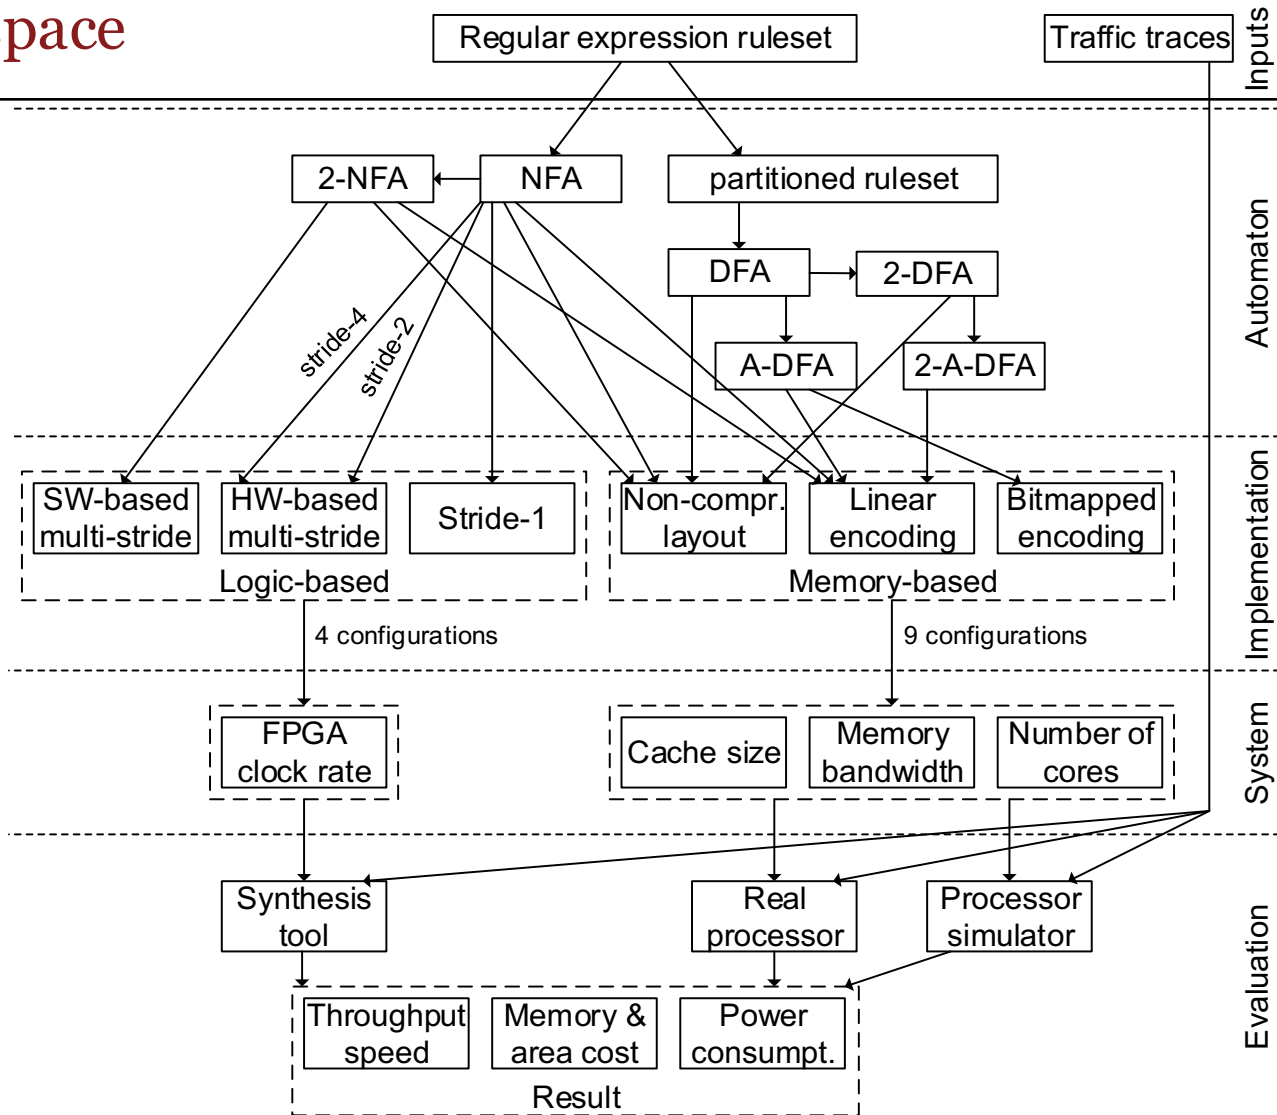 pace
Regular expression ruleset
Traffic traces
Inputs
2-NFA
NFA
partitioned ruleset
DFA
2-DFA
A-DFA
2-A-DFA
stride-4
stride-2
Automaton
SW-based
multi-stride
HW-based
multi-stride
Stride-1
Logic-based
Non-compr.
layout
Linear
encoding
Bitmapped
encoding
Memory-based
4 configurations
9 configurations
Implementation
FPGA
clock rate
Cache size
Memory
bandwidth
Number of
cores
System
Synthesis
tool
Real
processor
Processor
simulator
Throughput
speed
Memory &
area cost
Power
consumpt.
Result
Evaluation